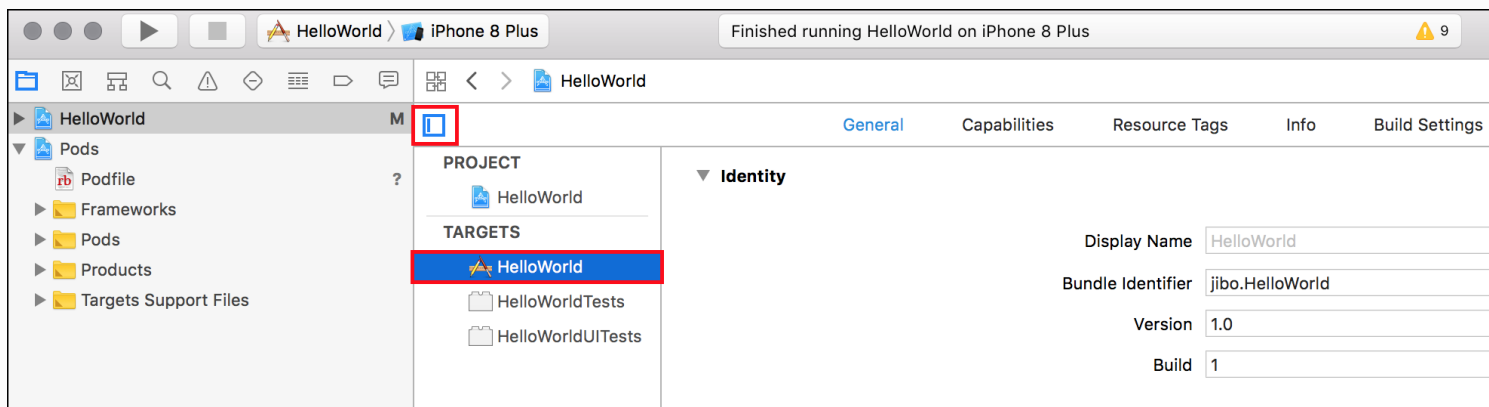 HelloWorld iPhone 8 Plus
Finished running HelloWorld on iPhone 8 Plus
9
HelloWorld
HelloWorld M
Pods
rb Podfile ?
Frameworks
Pods
Products
Targets Support Files
General Capabilities Resource Tags Info Build Settings
PROJECT
HelloWorld
TARGETS
HelloWorld
HelloWorldTests
HelloWorldUITests
Identity
Display Name HelloWorld
Bundle Identifier jibo.HelloWorld
Version 1.0
Build 1